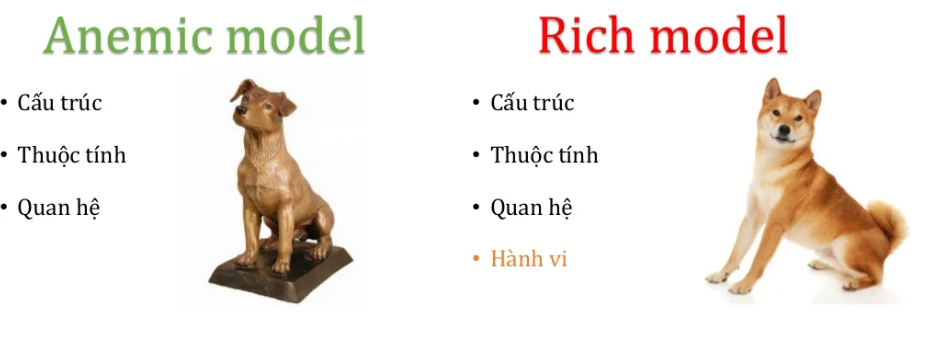 Anemic model
• Cấu trúc
• Thuộc tính
• Quan hệ
Rich model
• Cấu trúc
• Thuộc tính
• Quan hệ
• Hành vi